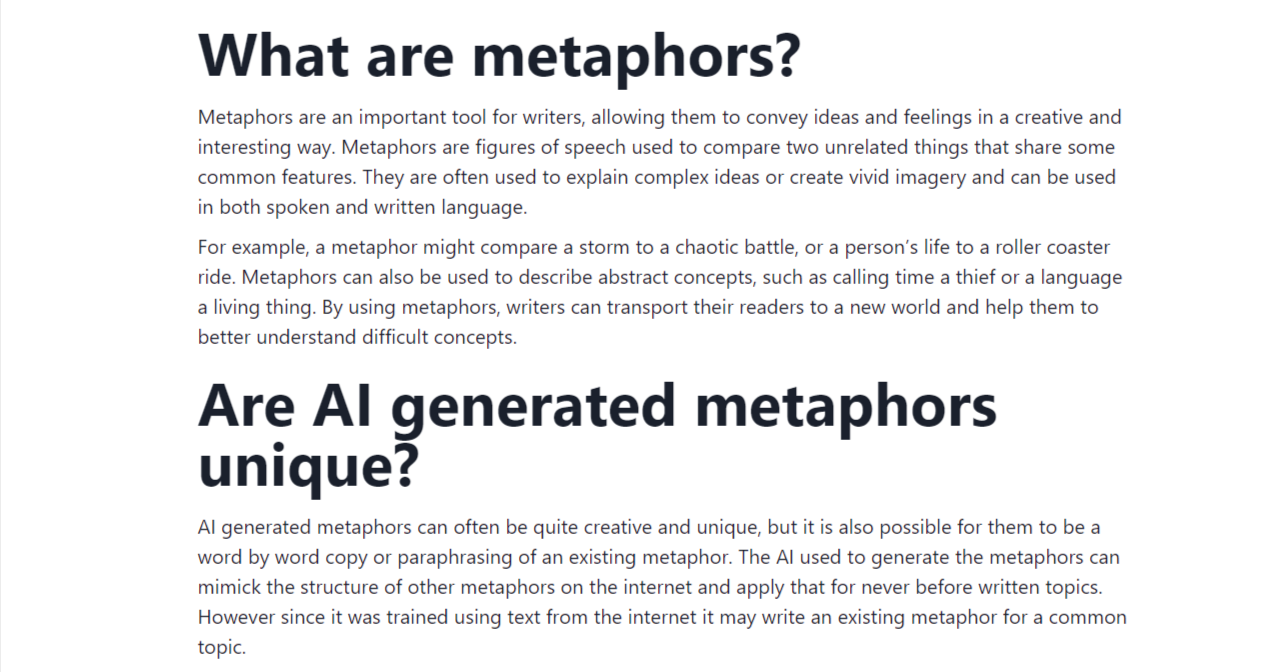 What are metaphors?
Metaphors are an important tool for writers, allowing them to convey ideas and feelings in a creative and
interesting way. Metaphors are figures of speech used to compare two unrelated things that share some
common features. They are often used to explain complex ideas or create vivid imagery and can be used
in both spoken and written language.
For example, a metaphor might compare a storm to a chaotic battle, or a person’s life to a roller coaster
ride. Metaphors can also be used to describe abstract concepts, such as calling time a thief or a language
a living thing. By using metaphors, writers can transport their readers to a new world and help them to
better understand difficult concepts.
Are AI generated metaphors
unique?
AI generated metaphors can often be quite creative and unique, but it is also possible for them to be a
word by word copy or paraphrasing of an existing metaphor. The AI used to generate the metaphors can
mimick the structure of other metaphors on the internet and apply that for never before written topics.
However since it was trained using text from the internet it may write an existing metaphor for a common
topic.